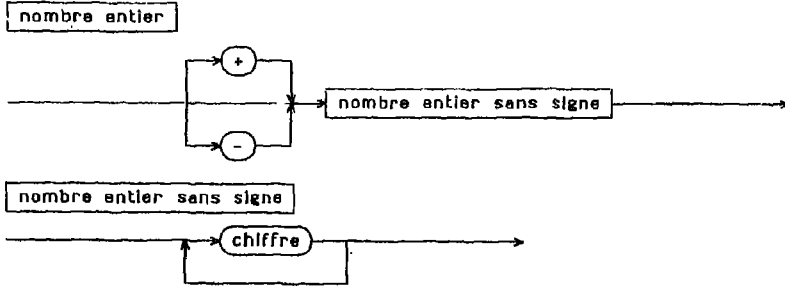 nombre entier
+
nombre entier sans signe
-
nombre entier sans signe
chiffre